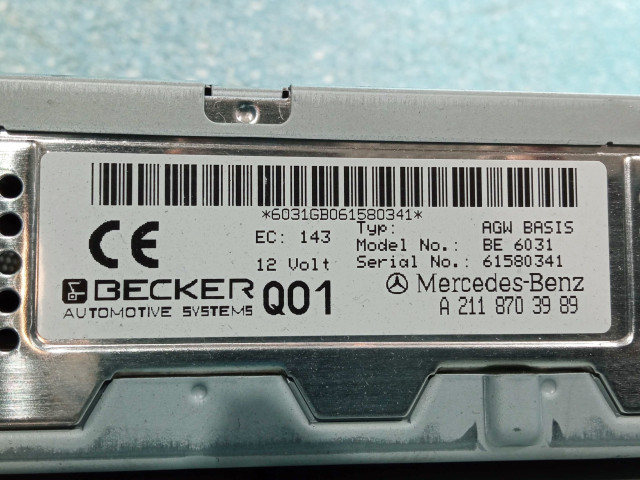 *6031GB061580341*
CE
EC: 143
12 Volt
Typ: AGW BASIS
Model No.: BE 6031
Serial No.: 61580341
BECKER
AUTOMOTIVE SYSTEMS
Q01
Mercedes-Benz
A 211 870 39 89